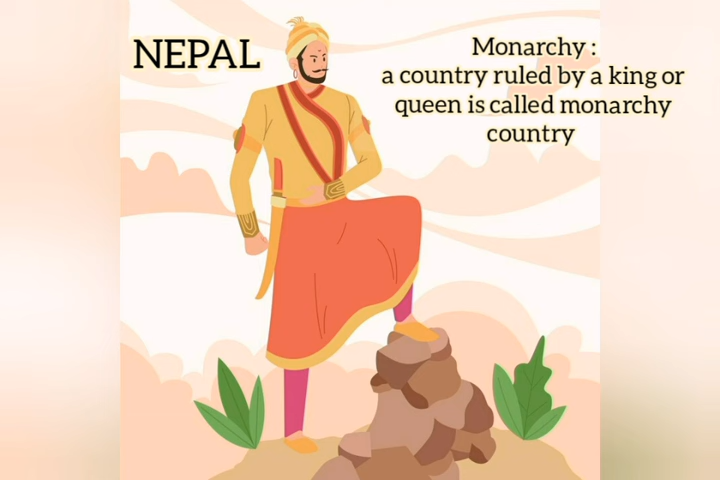 NEPAL
Monarchy :
a country ruled by a king or
queen is called monarchy
country